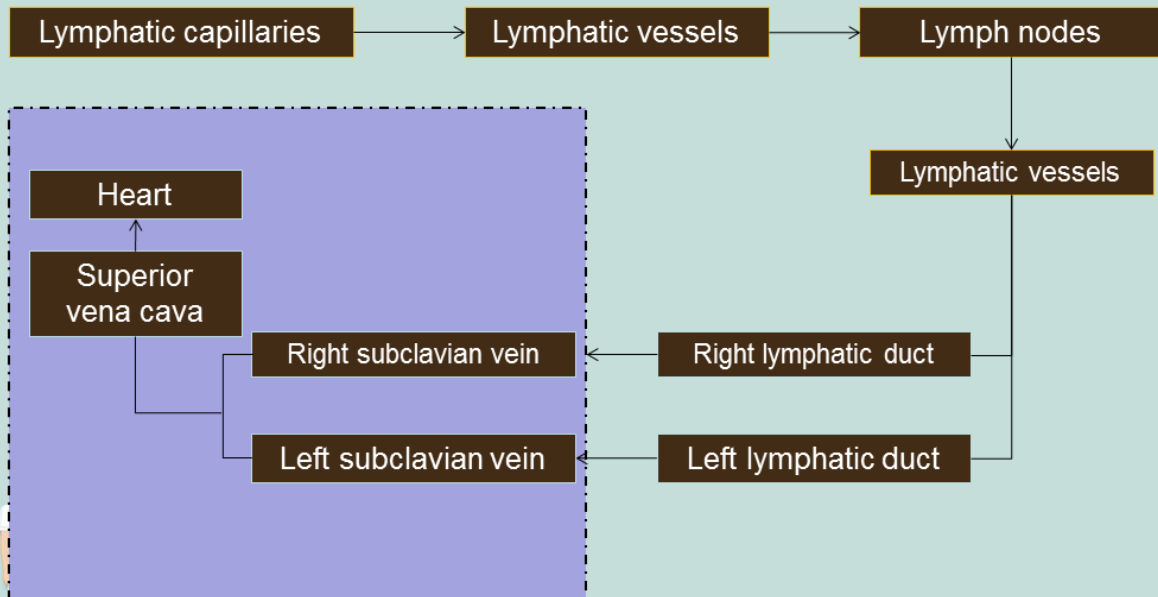 Lymphatic capillaries
Lymphatic vessels
Lymph nodes
Lymphatic vessels
Heart
Superior
vena cava
Right subclavian vein
Right lymphatic duct
Left subclavian vein
Left lymphatic duct